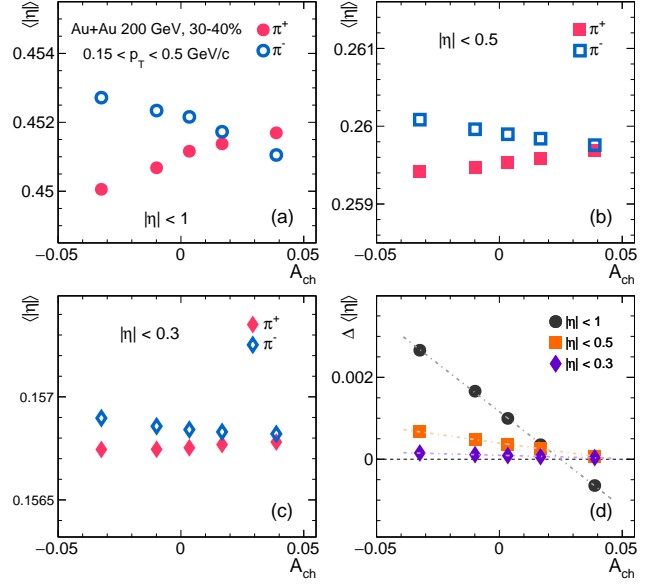 ⟨|η|⟩
0.454
0.452
0.45
Au+Au 200 GeV, 30-40%
0.15 < p_T < 0.5 GeV/c
π⁺
π⁻
|η| < 1
(a)
−0.05 0 0.05
A_ch
⟨|η|⟩
0.261
0.26
0.259
|η| < 0.5
π⁺
π⁻
(b)
−0.05 0 0.05
A_ch
⟨|η|⟩
0.157
0.1565
|η| < 0.3
π⁺
π⁻
(c)
−0.05 0 0.05
A_ch
Δ ⟨|η|⟩
0.002
0
|η| < 1
|η| < 0.5
|η| < 0.3
(d)
−0.05 0 0.05
A_ch